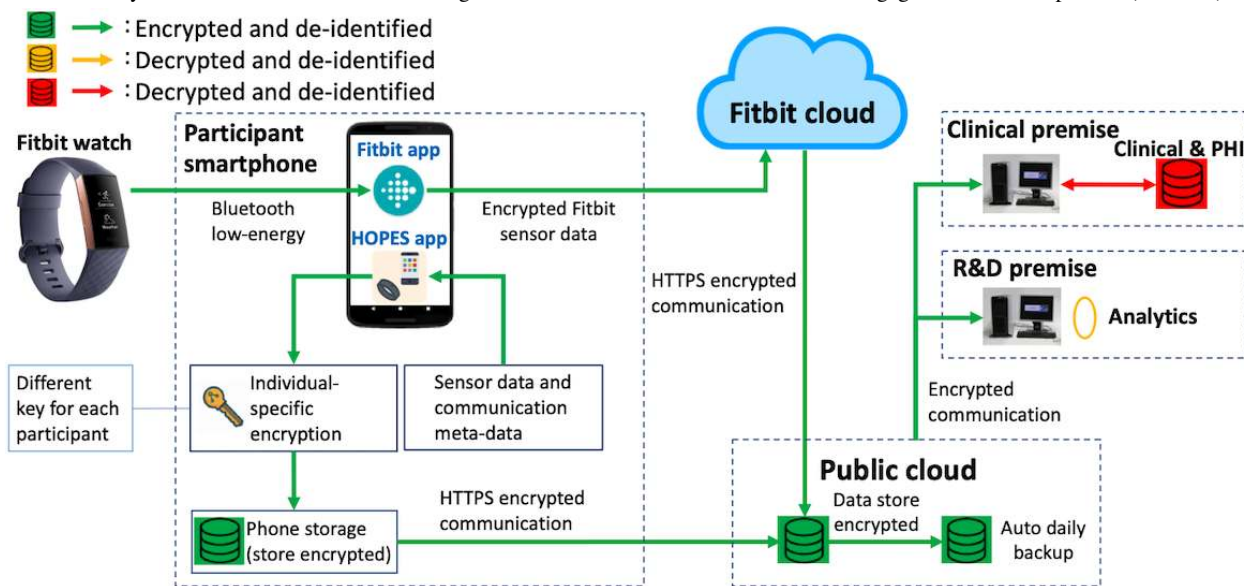 : Encrypted and de-identified
: Decrypted and de-identified
: Decrypted and de-identified
Fitbit watch
Participant
smartphone
Fitbit app
HOPES app
Bluetooth
low-energy
Encrypted Fitbit
sensor data
Fitbit cloud
HTTPS encrypted
communication
Clinical premise
Clinical & PHI
R&D premise
Analytics
Encrypted
communication
Different
key for each
participant
Individual-
specific
encryption
Sensor data and
communication
meta-data
Phone storage
(store encrypted)
HTTPS encrypted
communication
Public cloud
Data store
encrypted
Auto daily
backup